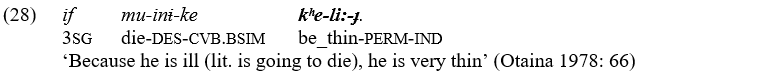 (28) if mu-ini-ke kʰe-li:-ɟ.
3SG die-DES-CVB.BSIM be_thin-PERM-IND
‘Because he is ill (lit. is going to die), he is very thin’ (Otaina 1978: 66)